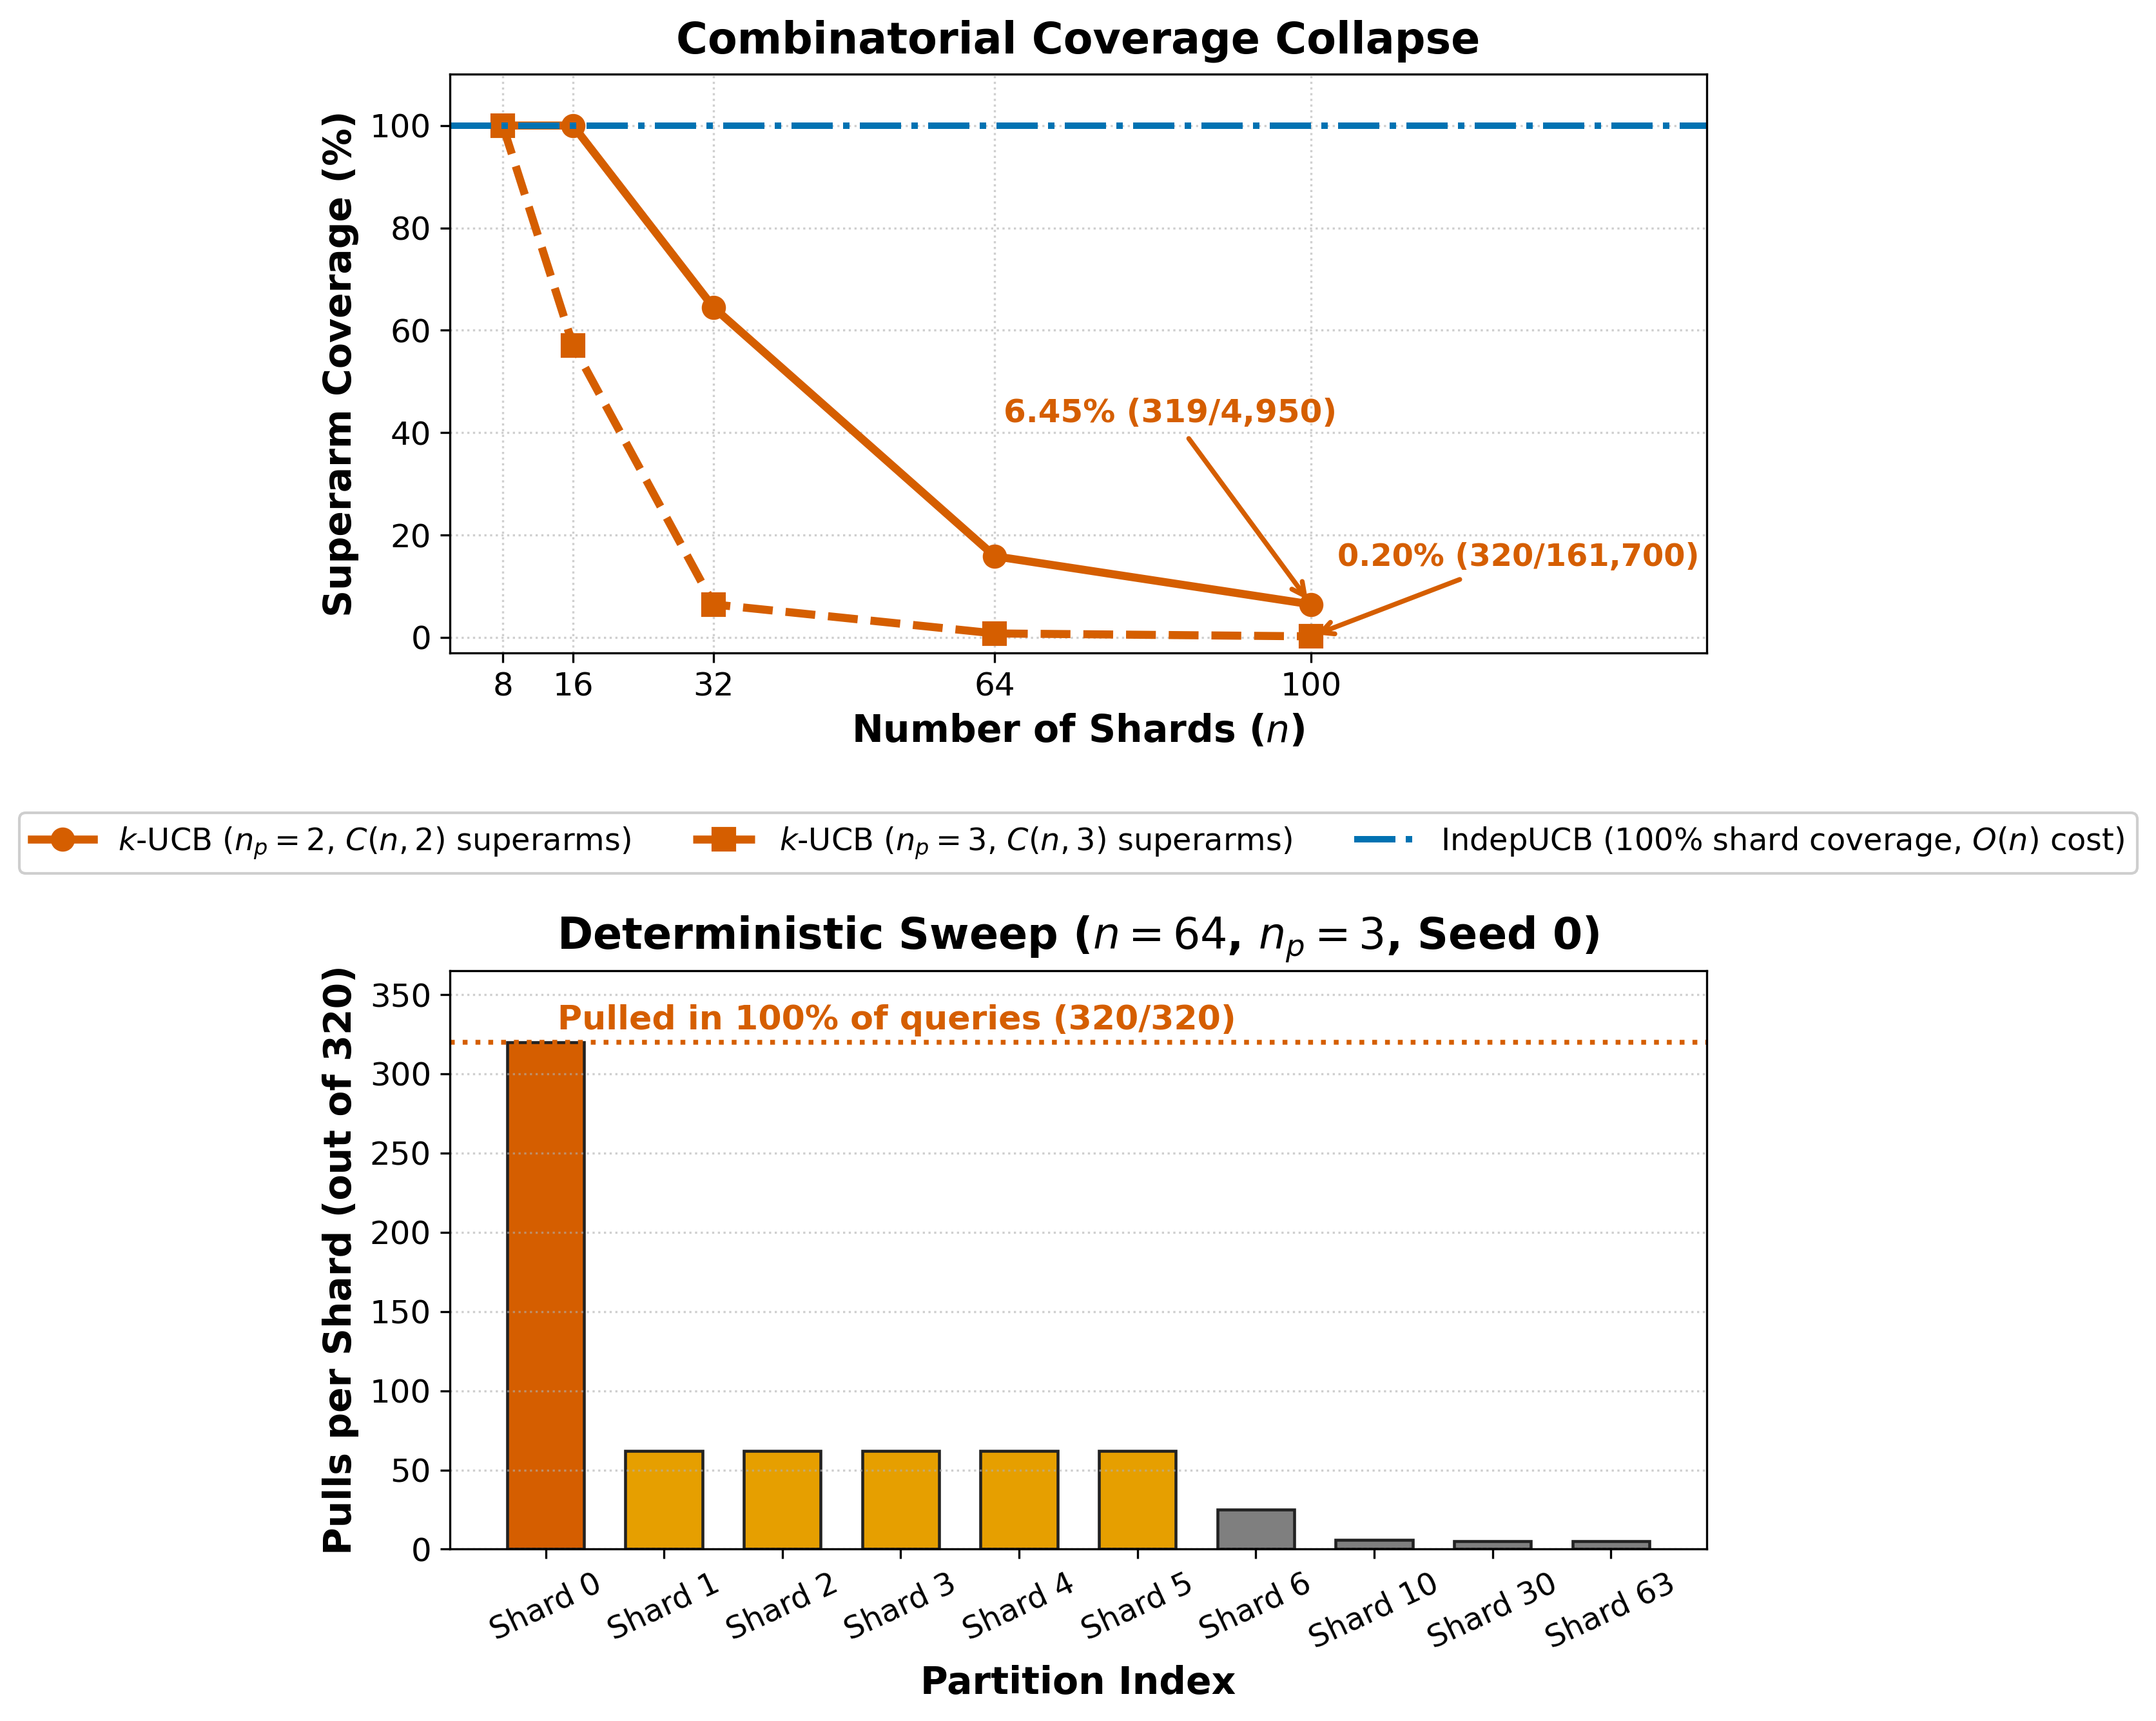 Combinatorial Coverage Collapse
Superarm Coverage (%)
100
80
60
40
20
0
6.45% (319/4,950)
0.20% (320/161,700)
8 16 32 64 100
Number of Shards (n)
k-UCB (nₚ = 2, C(n, 2) superarms) k-UCB (nₚ = 3, C(n, 3) superarms) IndepUCB (100% shard coverage, O(n) cost)
Deterministic Sweep (n = 64, nₚ = 3, Seed 0)
Pulls per Shard (out of 320)
350
300
250
200
150
100
50
0
Pulled in 100% of queries (320/320)
Shard 0 Shard 1 Shard 2 Shard 3 Shard 4 Shard 5 Shard 6 Shard 10 Shard 30 Shard 63
Partition Index